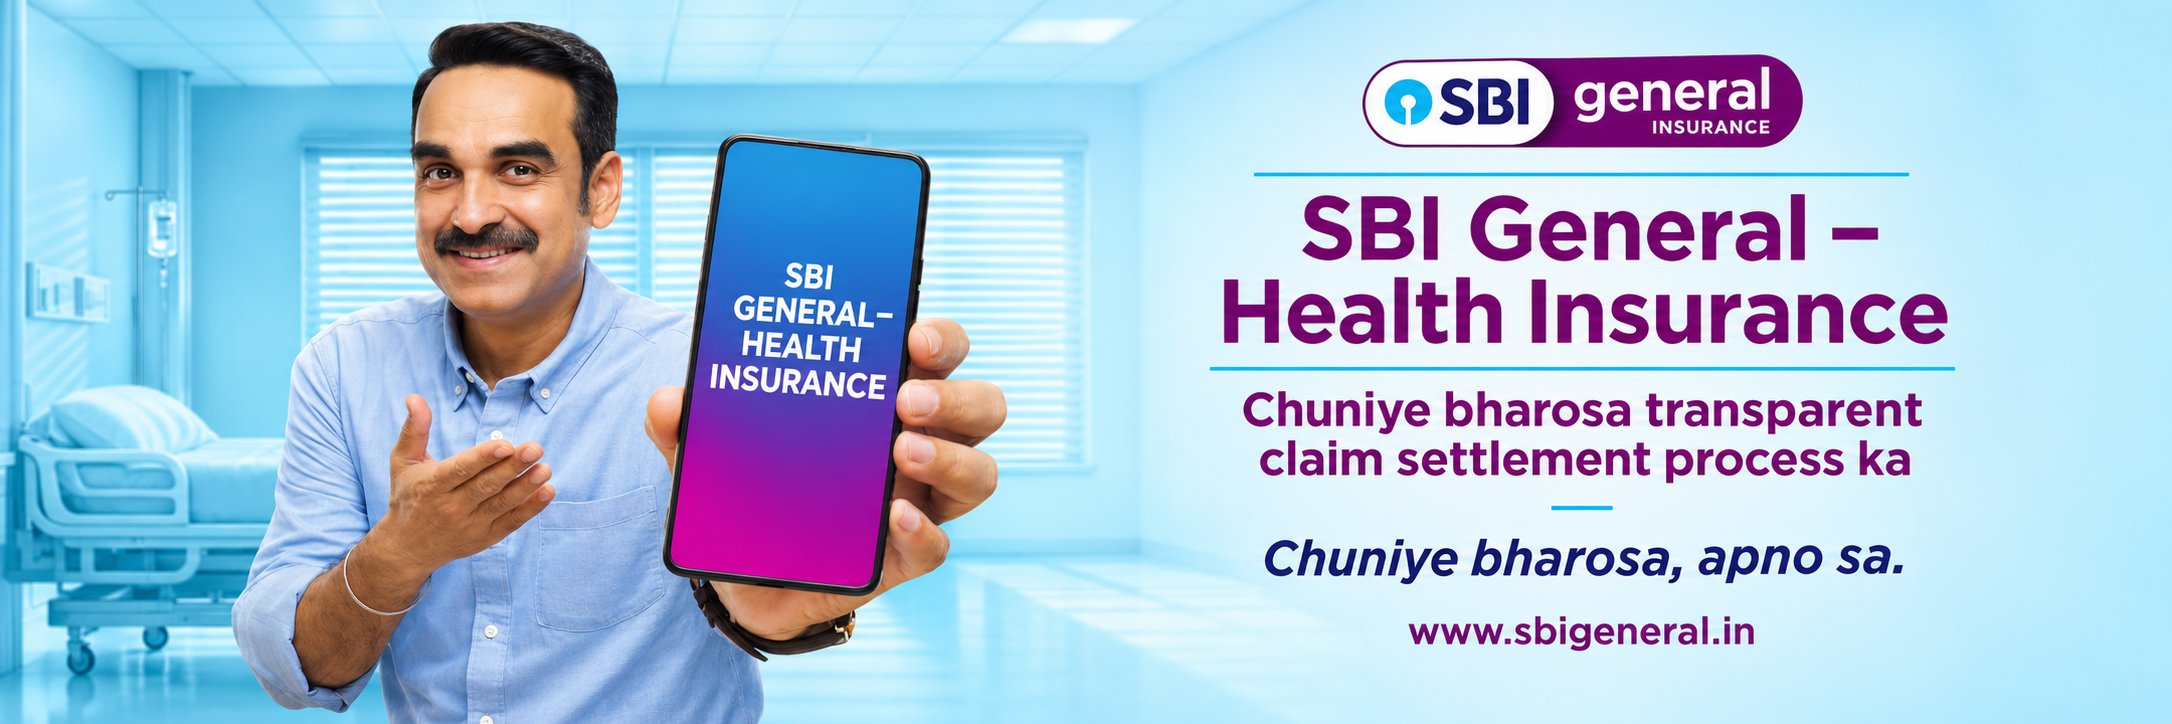 SBI
GENERAL–
HEALTH
INSURANCE
SBI general
INSURANCE
SBI General –
Health Insurance
Chuniye bharosa transparent
claim settlement process ka
Chuniye bharosa, apno sa.
www.sbigeneral.in